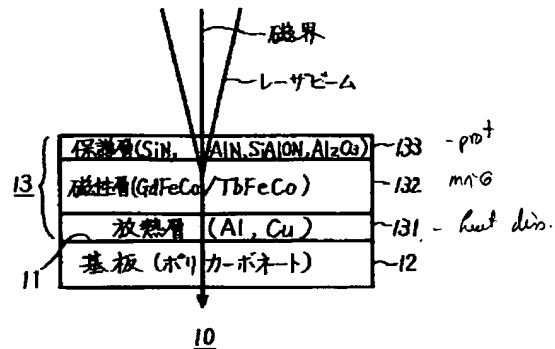 磁界
レーザビーム
保護層(SiN, AlN, SiAlON, Al2O3) 133 - prot
13 磁性層(GdFeCo/TbFeCo) 132
放熱層 (Al, Cu) 131 - heat diss.
11 基板 (ポリカーボネート) 12
10